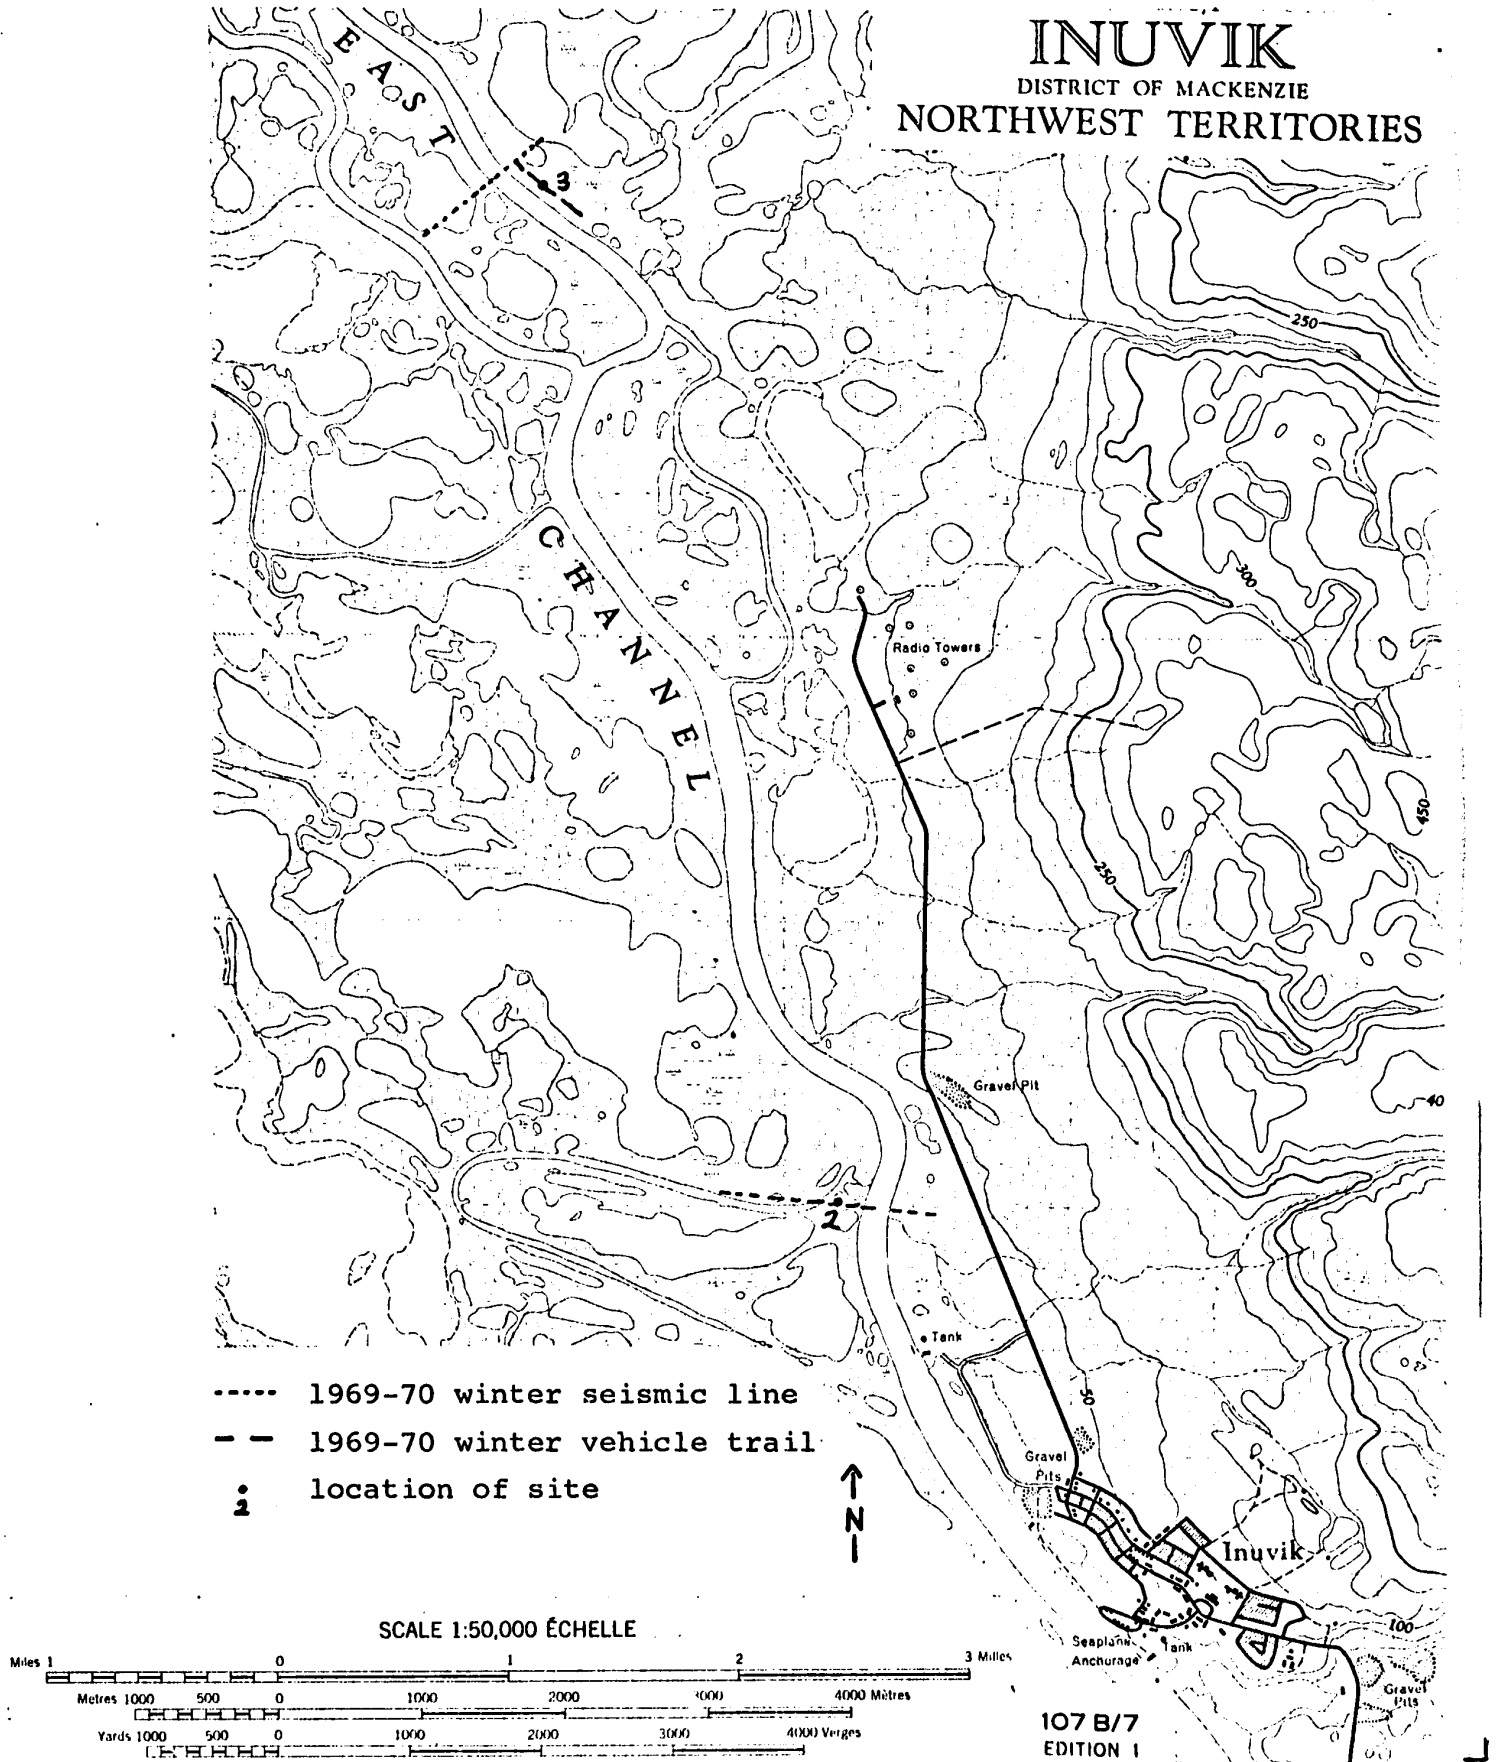 INUVIK
DISTRICT OF MACKENZIE
NORTHWEST TERRITORIES
EAST
3
250
300
CHANNEL
Radio Towers
450
250
Gravel Pit
40
2
Tank
50
Gravel
Pits
Inuvik
100
Seaplane
Anchorage
Tank
Gravel
Pits
1969-70 winter seismic line
1969-70 winter vehicle trail
2 location of site
N
SCALE 1:50,000 ÉCHELLE
Miles 1 0 1 2 3 Milles
Metres 1000 500 0 1000 2000 3000 4000 Mètres
Yards 1000 500 0 1000 2000 3000 4000 Verges
107 B/7
EDITION 1